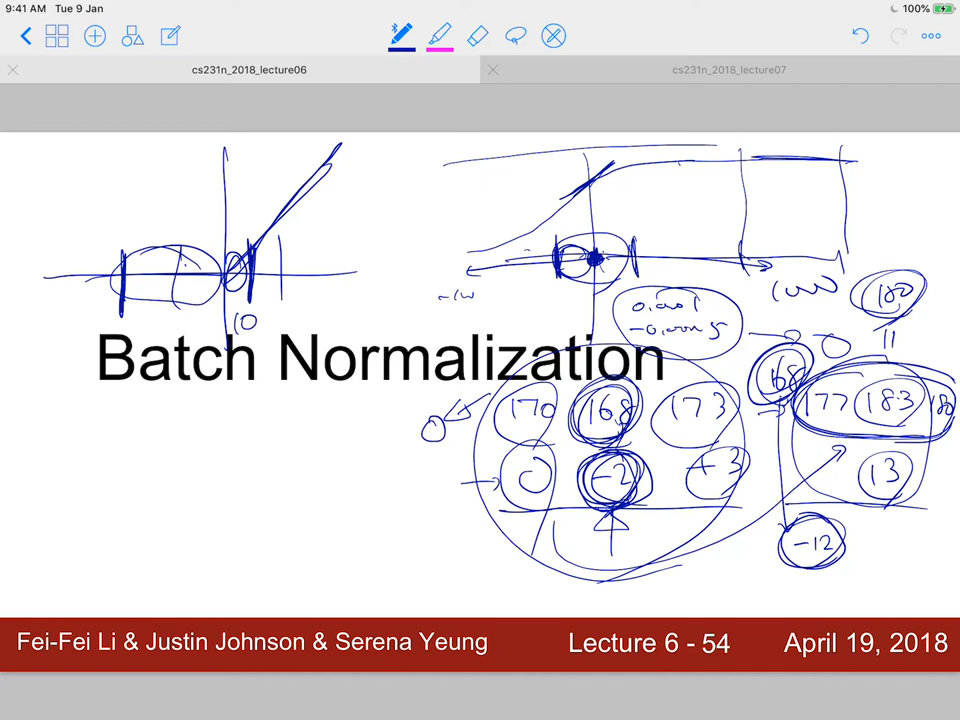 9:41 AM Tue 9 Jan
100%
cs231n_2018_lecture06
cs231n_2018_lecture07
10
0.001
180
Batch Normalization
168
170 168 173
177 183 180
0 -2 +3
13
0
-12
Fei-Fei Li & Justin Johnson & Serena Yeung
Lecture 6 - 54
April 19, 2018